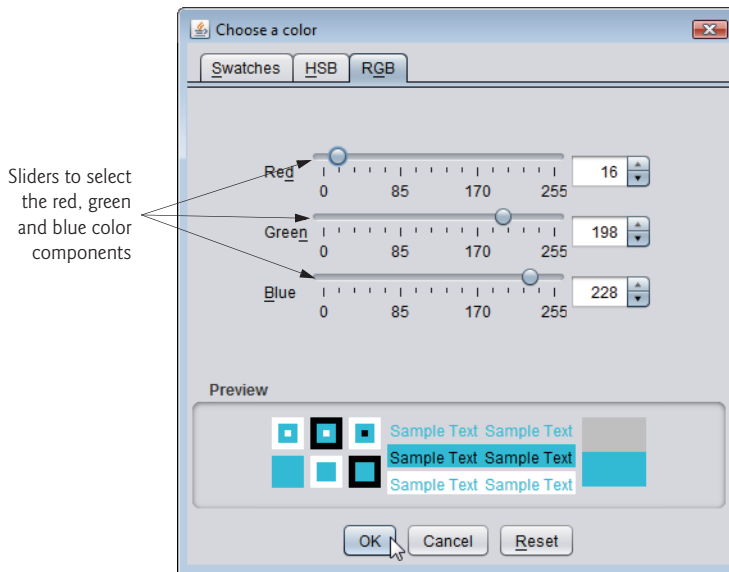 Choose a color
Swatches HSB RGB
Sliders to select
the red, green
and blue color
components
Red 16
0 85 170 255
Green 198
0 85 170 255
Blue 228
0 85 170 255
Preview
Sample Text Sample Text
Sample Text Sample Text
Sample Text Sample Text
OK Cancel Reset